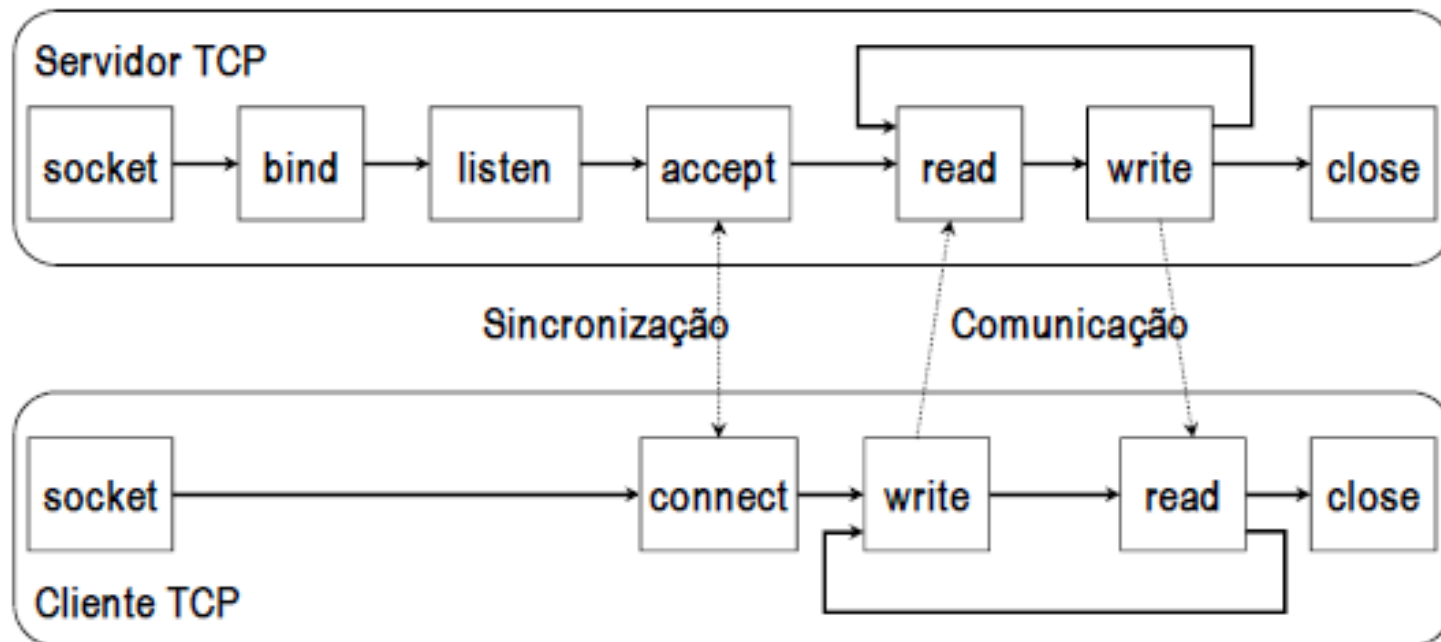 Servidor TCP
socket bind listen accept read write close
Sincronização Comunicação
socket connect write read close
Cliente TCP